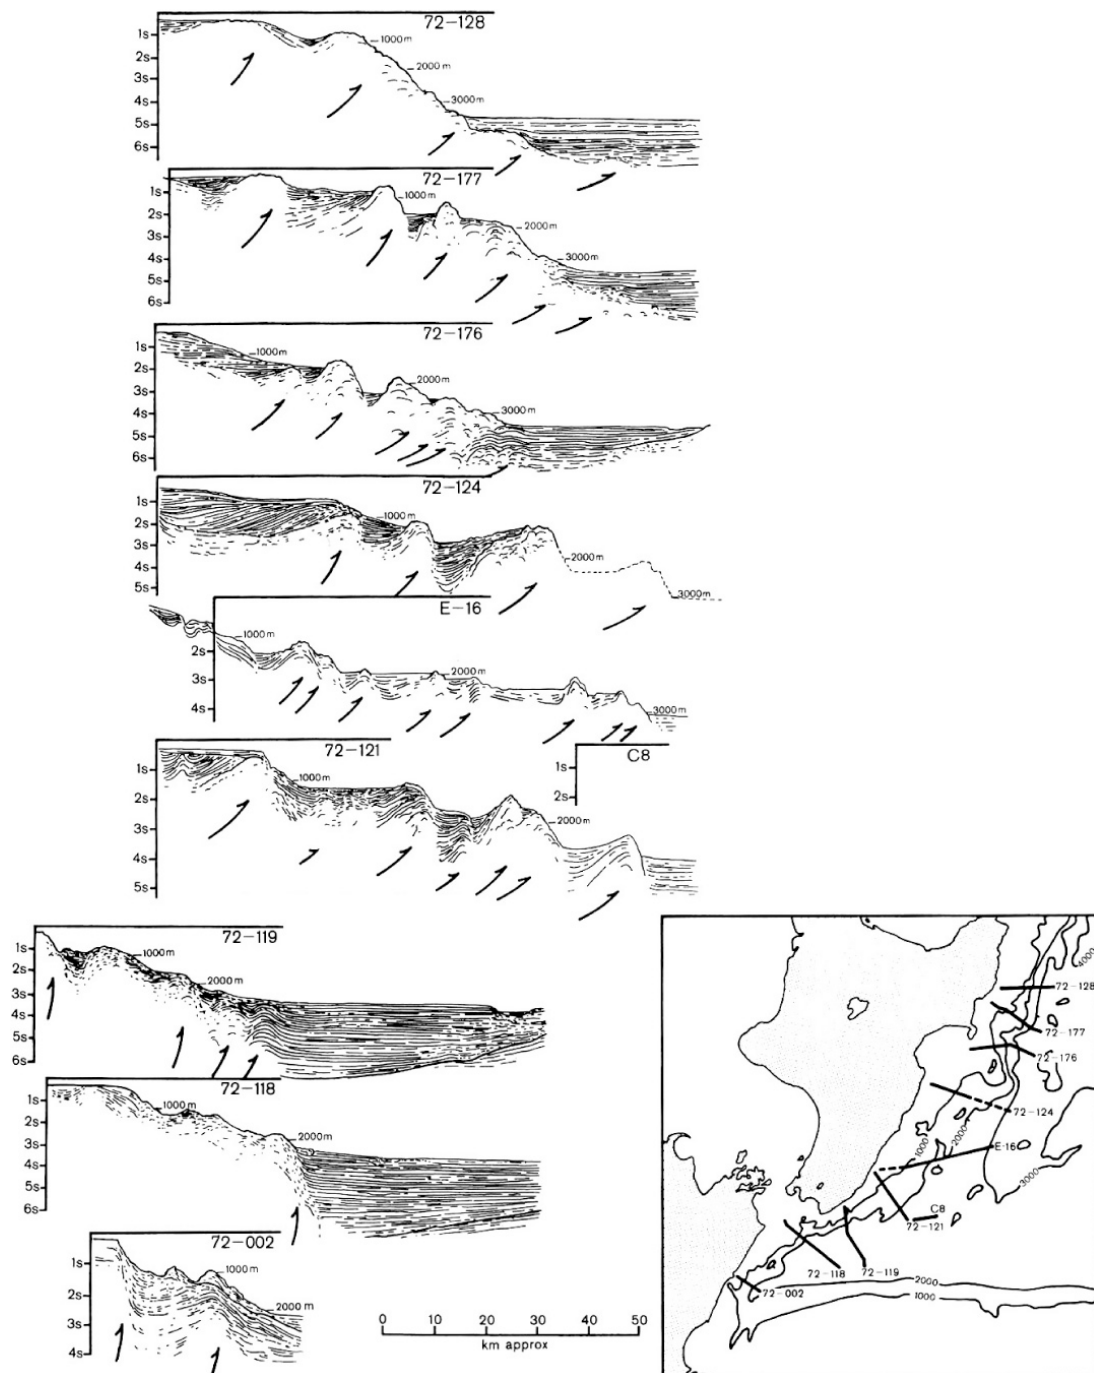 72-128
1s
2s
3s
4s
5s
6s
1000m
2000m
3000m
72-177
1s
2s
3s
4s
5s
6s
1000m
2000m
3000m
72-176
1s
2s
3s
4s
5s
6s
1000m
2000m
3000m
72-124
1s
2s
3s
4s
5s
1000m
2000m
3000m
E-16
2s
3s
4s
1000m
2000m
3000m
72-121
1s
2s
3s
4s
5s
1000m
2000m
C8
1s
2s
72-119
1s
2s
3s
4s
5s
6s
1000m
2000m
72-118
1s
2s
3s
4s
5s
6s
1000m
2000m
72-002
1s
2s
3s
4s
1000m
2000m
0 10 20 30 40 50
km approx
4000
72-128
72-177
72-176
72-124
1000
2000
E-16
3000
C8
72-121
72-118
72-119
72-002
2000
1000